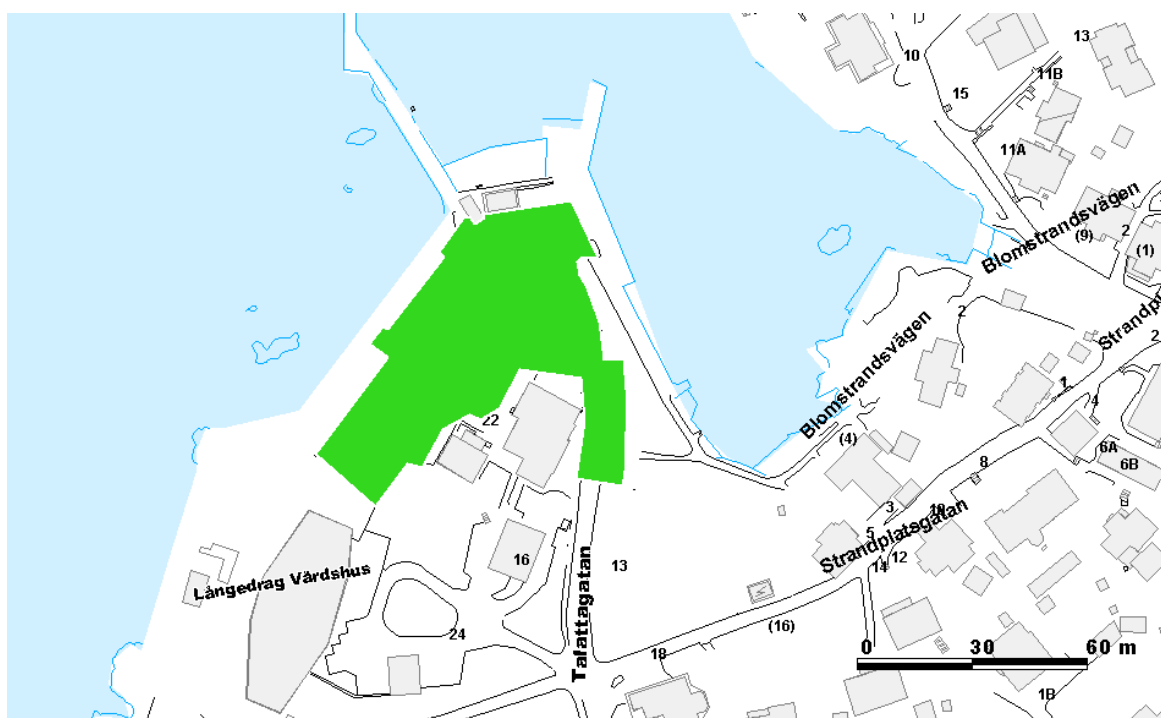 13
10
11B
15
11A
Blomstrandsvägen
(9)
2
(1)
Strandpl
2
2
Blomstrandsvägen
1
4
22
(4)
6A
6B
8
3
10
5
Strandplatsgatan
12
14
16
13
Långedrag Värdshus
Talattagatan
24
(16)
18
0 30 60 m
1B